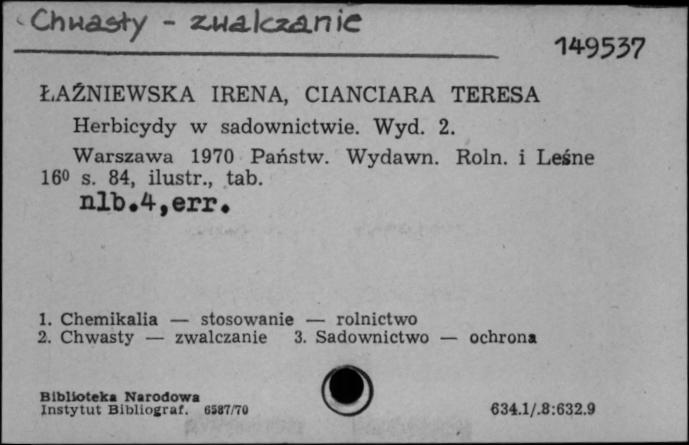 Chwasty - zwalczanie
149537
ŁAŹNIEWSKA IRENA, CIANCIARA TERESA
Herbicydy w sadownictwie. Wyd. 2.
Warszawa 1970 Państw. Wydawn. Roln. i Leśne
16⁰ s. 84, ilustr., tab.
nlb.4,err.
1. Chemikalia — stosowanie — rolnictwo
2. Chwasty — zwalczanie 3. Sadownictwo — ochrona
Biblioteka Narodowa
Instytut Bibliograf. 6587/70
634.1/.8:632.9